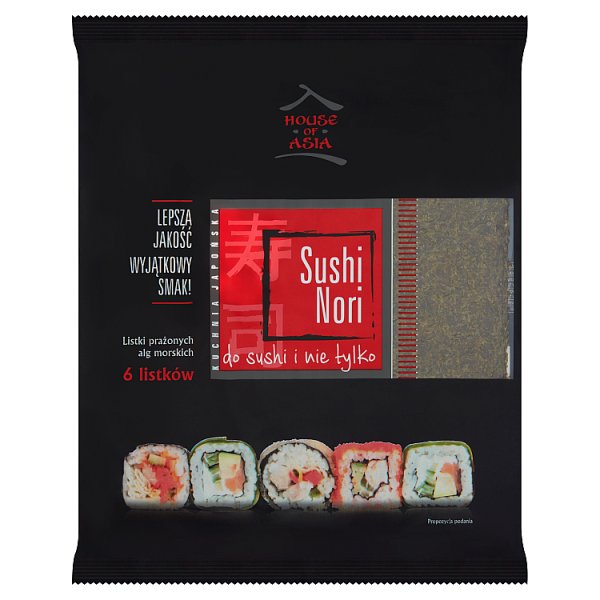 HOUSE
OF
ASIA
LEPSZA
JAKOŚĆ
WYJĄTKOWY
SMAK!
Listki prażonych
alg morskich
6 listków
KUCHNIA JAPOŃSKA
寿
司
Sushi
Nori
do sushi i nie tylko
Propozycja podania